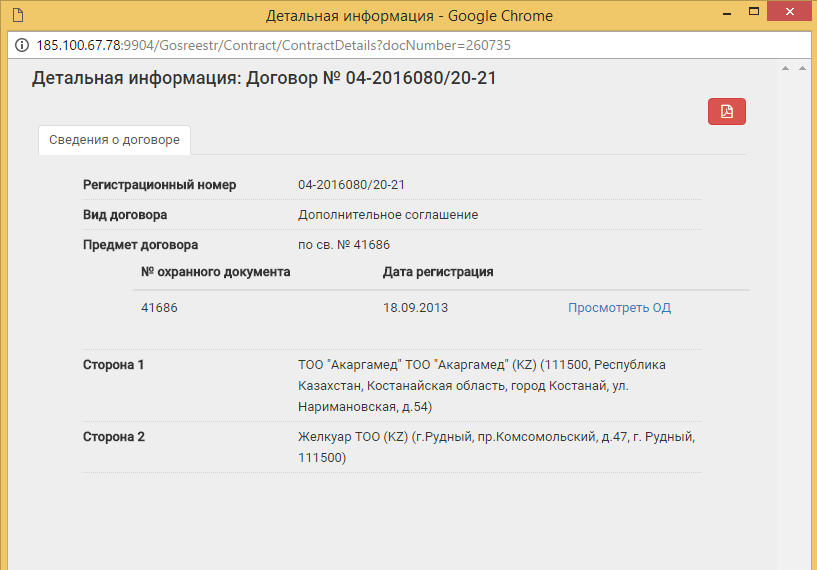 Детальная информация - Google Chrome
185.100.67.78:9904/Gosreestr/Contract/ContractDetails?docNumber=260735
Детальная информация: Договор № 04-2016080/20-21
Сведения о договоре
Регистрационный номер 04-2016080/20-21
Вид договора Дополнительное соглашение
Предмет договора по св. № 41686
№ охранного документа Дата регистрация
41686 18.09.2013 Просмотреть ОД
Сторона 1 ТОО "Акаргамед" ТОО "Акаргамед" (KZ) (111500, Республика
Казахстан, Костанайская область, город Костанай, ул.
Наримановская, д.54)
Сторона 2 Желкуар ТОО (KZ) (г.Рудный, пр.Комсомольский, д.47, г. Рудный,
111500)